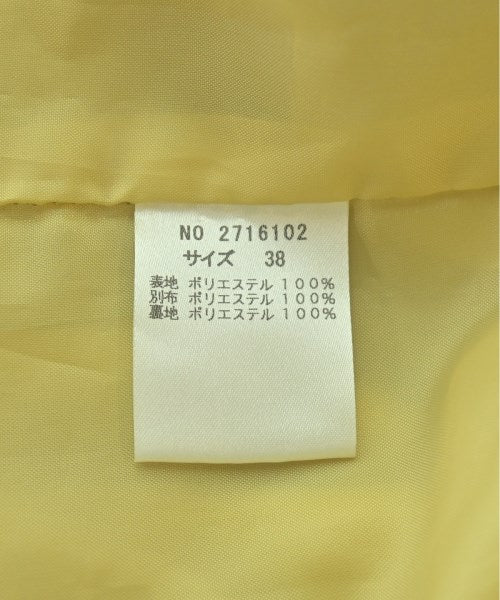 NO 2716102
サイズ 38
表地 ポリエステル 100%
別布 ポリエステル 100%
裏地 ポリエステル 100%